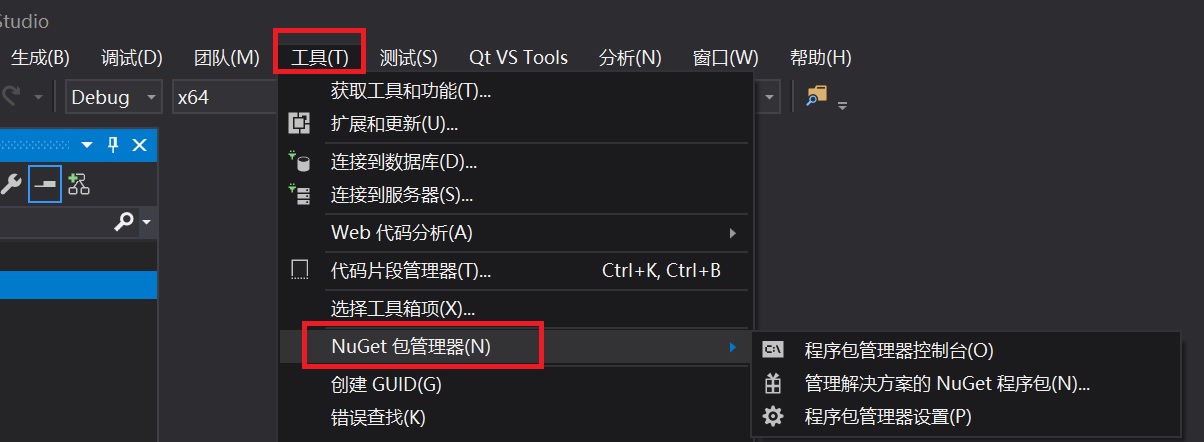 Studio
生成(B) 调试(D) 团队(M) 工具(T) 测试(S) Qt VS Tools 分析(N) 窗口(W) 帮助(H)
Debug x64
获取工具和功能(T)...
扩展和更新(U)...
连接到数据库(D)...
连接到服务器(S)...
Web 代码分析(A)
代码片段管理器(T)... Ctrl+K, Ctrl+B
选择工具箱项(X)...
NuGet 包管理器(N)
创建 GUID(G)
错误查找(K)
C:\ 程序包管理器控制台(O)
管理解决方案的 NuGet 程序包(N)...
程序包管理器设置(P)